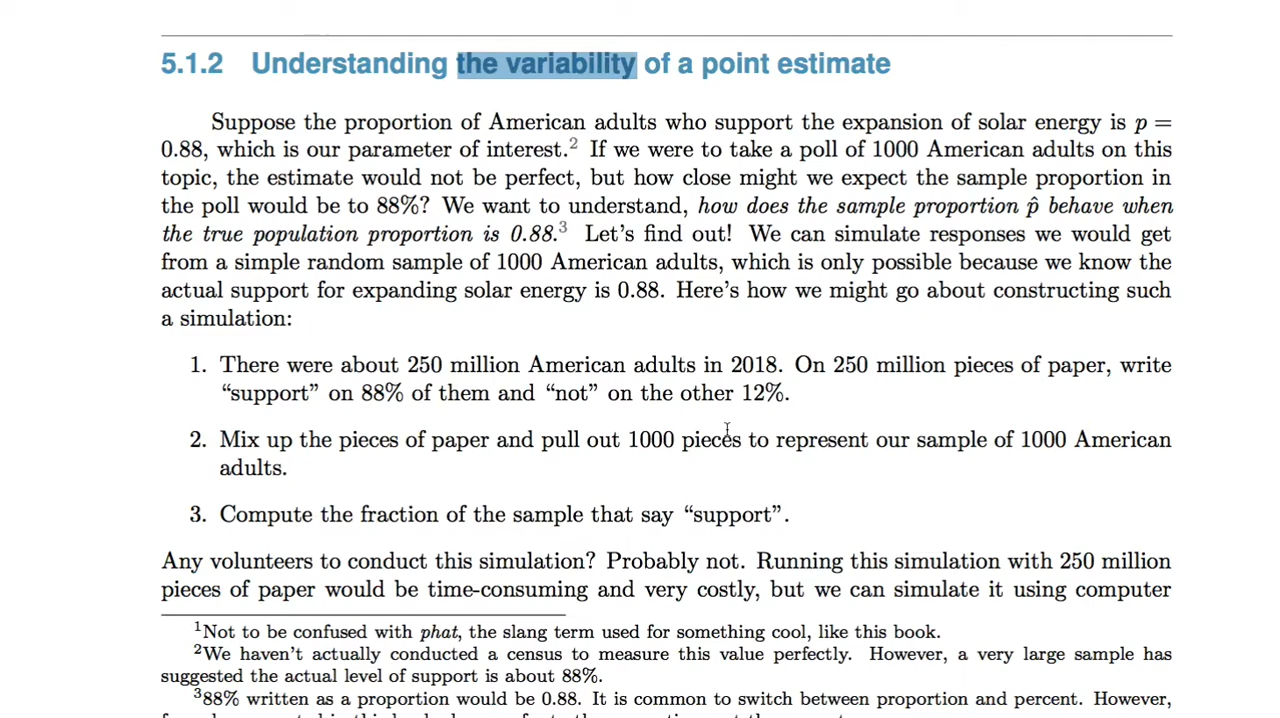 5.1.2 Understanding the variability of a point estimate
Suppose the proportion of American adults who support the expansion of solar energy is p =
0.88, which is our parameter of interest.2 If we were to take a poll of 1000 American adults on this
topic, the estimate would not be perfect, but how close might we expect the sample proportion in
the poll would be to 88%? We want to understand, how does the sample proportion p̂ behave when
the true population proportion is 0.88.3 Let's find out! We can simulate responses we would get
from a simple random sample of 1000 American adults, which is only possible because we know the
actual support for expanding solar energy is 0.88. Here's how we might go about constructing such
a simulation:
1. There were about 250 million American adults in 2018. On 250 million pieces of paper, write
“support” on 88% of them and “not” on the other 12%.
2. Mix up the pieces of paper and pull out 1000 pieces to represent our sample of 1000 American
adults.
3. Compute the fraction of the sample that say “support”.
Any volunteers to conduct this simulation? Probably not. Running this simulation with 250 million
pieces of paper would be time-consuming and very costly, but we can simulate it using computer
1Not to be confused with phat, the slang term used for something cool, like this book.
2We haven't actually conducted a census to measure this value perfectly. However, a very large sample has
suggested the actual level of support is about 88%.
388% written as a proportion would be 0.88. It is common to switch between proportion and percent. However,